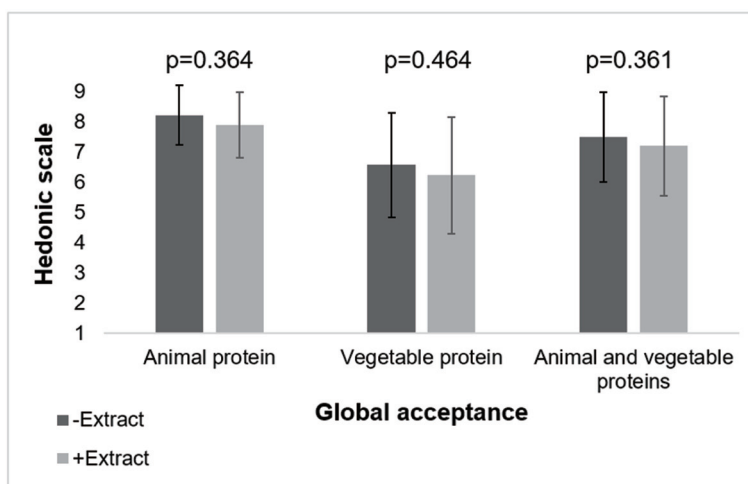 p=0.364
p=0.464
p=0.361
Hedonic scale
9
8
7
6
5
4
3
2
1
Animal protein
Vegetable protein
Animal and vegetable
proteins
Global acceptance
-Extract
+Extract